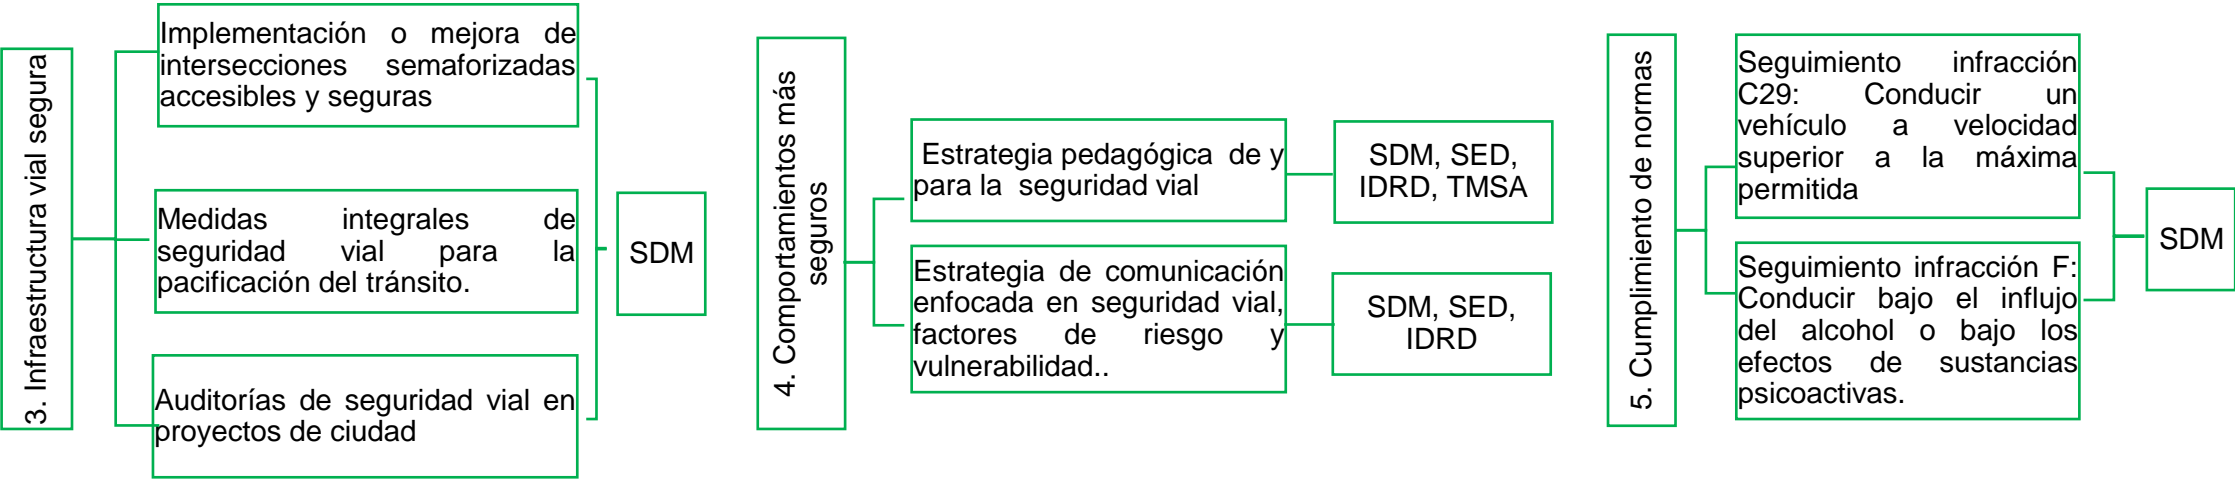 3. Infraestructura vial segura
Implementación o mejora de
intersecciones semaforizadas
accesibles y seguras
Medidas integrales de
seguridad vial para la
pacificación del tránsito.
Auditorías de seguridad vial en
proyectos de ciudad
SDM
4. Comportamientos más
seguros
Estrategia pedagógica de y
para la seguridad vial
SDM, SED,
IDRD, TMSA
Estrategia de comunicación
enfocada en seguridad vial,
factores de riesgo y
vulnerabilidad..
SDM, SED,
IDRD
5. Cumplimiento de normas
Seguimiento infracción
C29: Conducir un
vehículo a velocidad
superior a la máxima
permitida
Seguimiento infracción F:
Conducir bajo el influjo
del alcohol o bajo los
efectos de sustancias
psicoactivas.
SDM